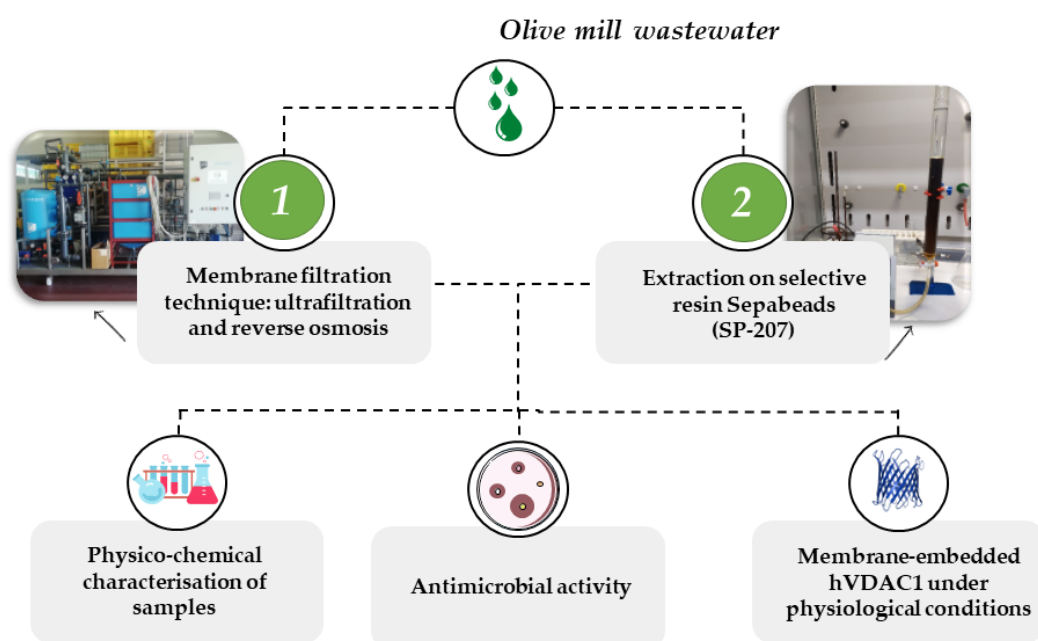 Olive mill wastewater
1
2
Membrane filtration
technique: ultrafiltration
and reverse osmosis
Extraction on selective
resin Sepabeads
(SP-207)
Physico-chemical
characterisation of
samples
Antimicrobial activity
Membrane-embedded
hVDAC1 under
physiological conditions